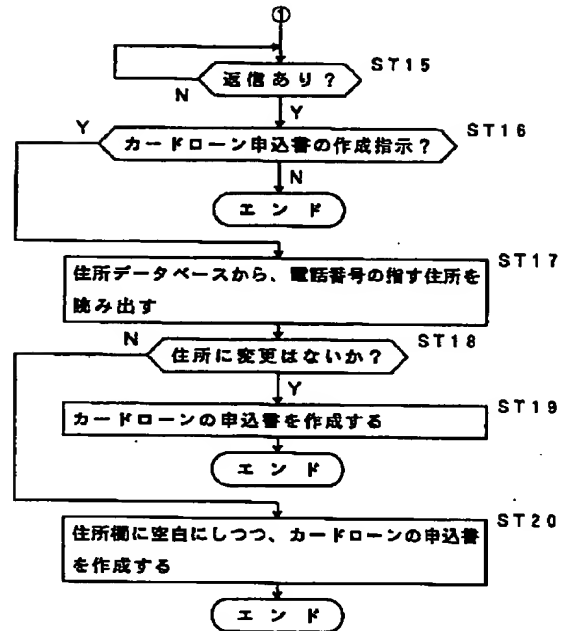 ①
返信あり? ST15
N
Y
Y カードローン申込書の作成指示? ST16
N
エンド
住所データベースから、電話番号の指す住所を ST17
読み出す
N 住所に変更はないか? ST18
Y
カードローンの申込書を作成する ST19
エンド
住所欄に空白にしつつ、カードローンの申込書 ST20
を作成する
エンド